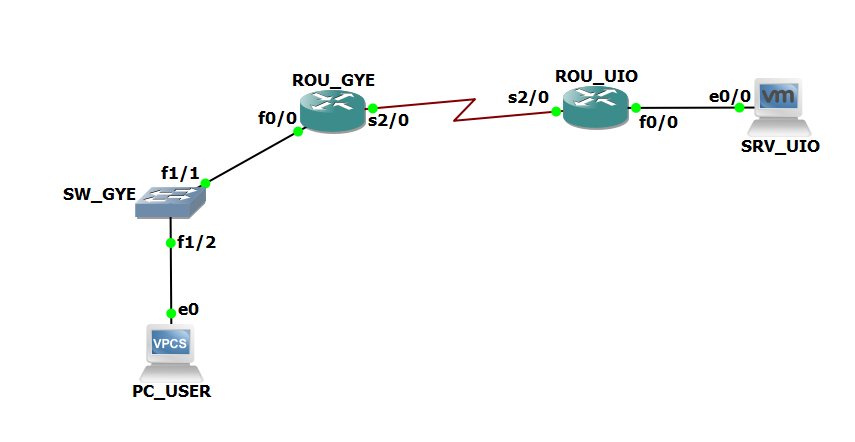 ROU_GYE
ROU_UIO
s2/0
e0/0
f0/0
s2/0
f0/0
vm
SRV_UIO
f1/1
SW_GYE
f1/2
e0
VPCS
PC_USER